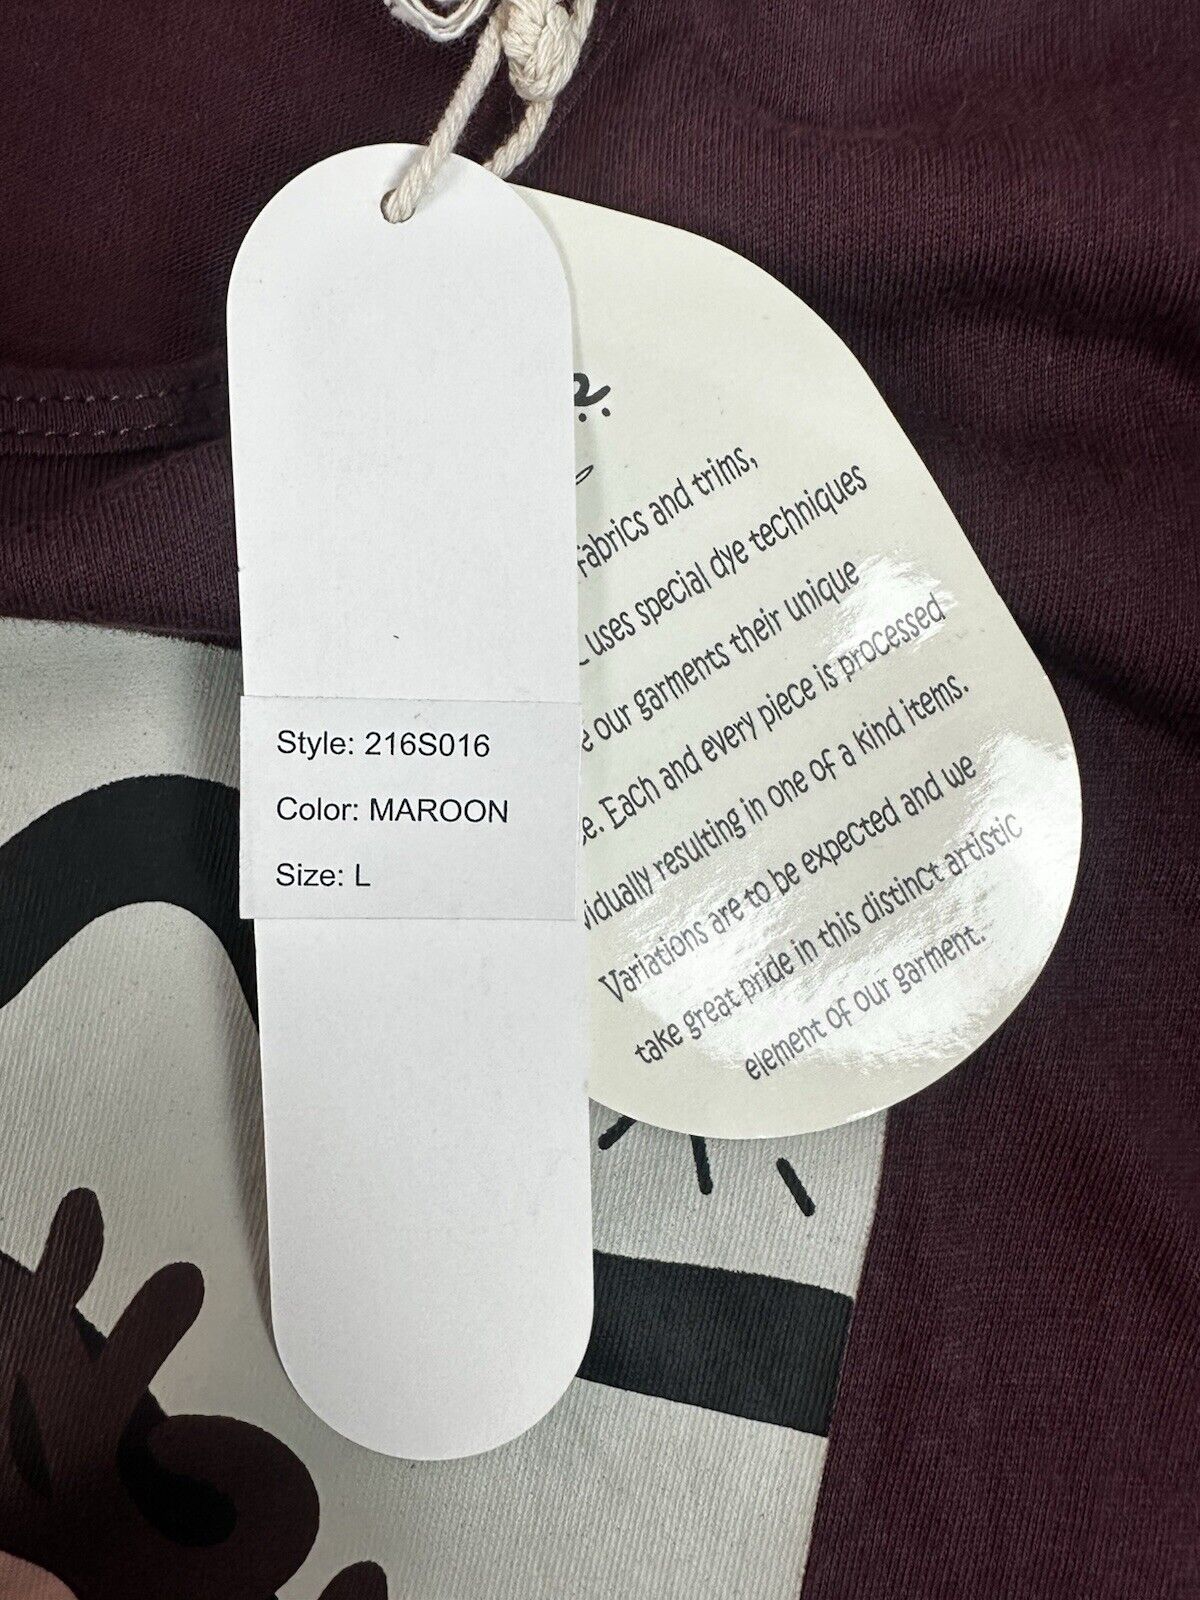 Style: 216S016
Color: MAROON
Size: L
fabrics and trims,
uses special dye techniques
our garments their unique
Each and every piece is processed
resulting in one of a kind items.
Variations are to be expected and we
take great pride in this distinct artistic
element of our garment.